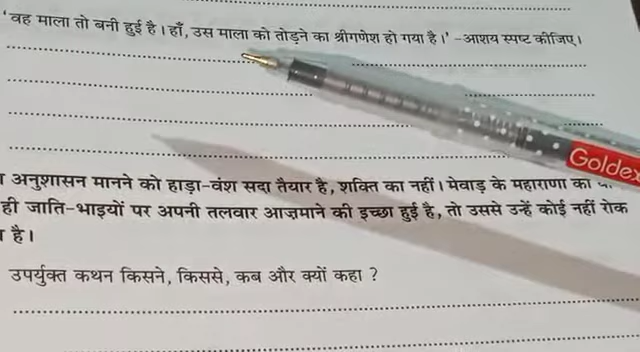 'वह माला तो बनी हुई है। हाँ, उस माला को तोड़ने का श्रीगणेश हो गया है।' -आशय स्पष्ट कीजिए।
अनुशासन मानने को हाड़ा-वंश सदा तैयार है, शक्ति का नहीं। मेवाड़ के महाराणा का
ही जाति-भाइयों पर अपनी तलवार आज़माने की इच्छा हुई है, तो उससे उन्हें कोई नहीं रोक
है।
उपर्युक्त कथन किसने, किससे, कब और क्यों कहा ?
Goldex